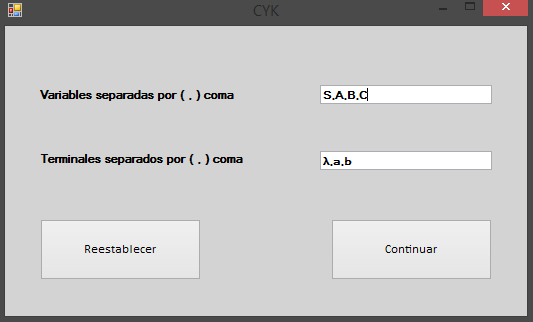 CYK
Variables separadas por ( , ) coma
S,A,B,C
Terminales separados por ( , ) coma
λ,a,b
Reestablecer
Continuar